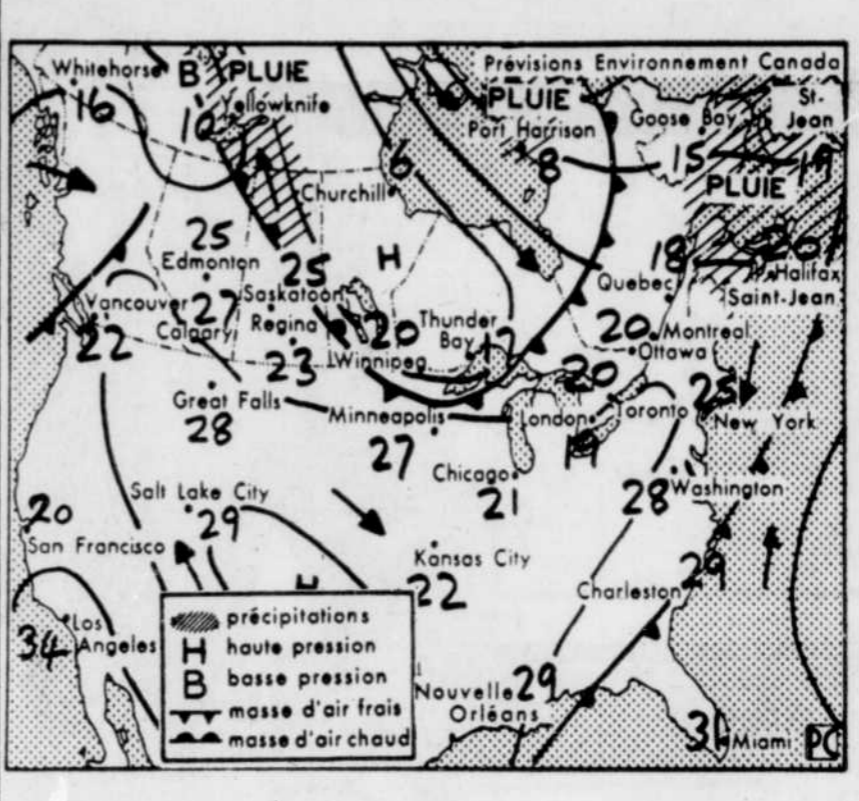 Prévisions Environnement Canada
Whitehorse
B PLUIE
St-
Jean
16
10
Yellowknife
PLUIE
Goose Bay
Port Harrison
6
8
15
19
Churchill
PLUIE
25
Edmonton
H
18
20
25
Quebec
Halifax
Saint-Jean
Vancouver
27
Saskatoon
22
Calgary
Regina
20
Thunder
Bay
20
Montreal
Ottawa
23
Winnipeg
12
Great Falls
28
Minneapolis
20
London
Toronto
25
New York
27
19
Chicago
21
28
Washington
Salt Lake City
29
20
San Francisco
Kansas City
22
H
Charleston
29
34
Los
Angeles
précipitations
H haute pression
B basse pression
masse d'air frais
masse d'air chaud
Nouvelle
Orléans
29
31
Miami
PC